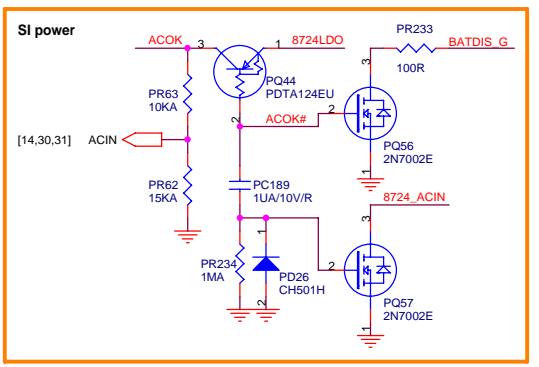 SI power
ACOK 3 1 8724LDO
PR233
BATDIS_G
100R
3
PQ44
PDTA124EU
PR63
10KA
2
ACOK#
2
[14,30,31] ACIN
PQ56
2N7002E
1
PR62
15KA
PC189
1UA/10V/R
8724_ACIN
3
1
2
PR234
1MA
PD26
CH501H
2
PQ57
2N7002E
1